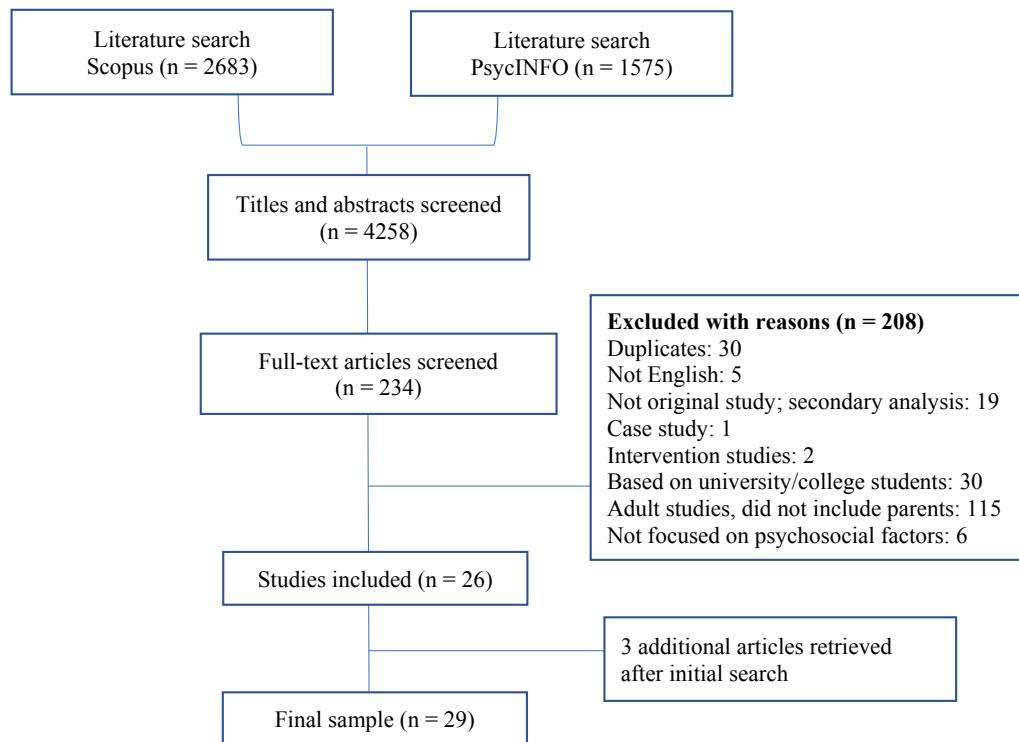 Literature search
Scopus (n = 2683)
Literature search
PsycINFO (n = 1575)
Titles and abstracts screened
(n = 4258)
Full-text articles screened
(n = 234)
Excluded with reasons (n = 208)
Duplicates: 30
Not English: 5
Not original study; secondary analysis: 19
Case study: 1
Intervention studies: 2
Based on university/college students: 30
Adult studies, did not include parents: 115
Not focused on psychosocial factors: 6
Studies included (n = 26)
3 additional articles retrieved
after initial search
Final sample (n = 29)